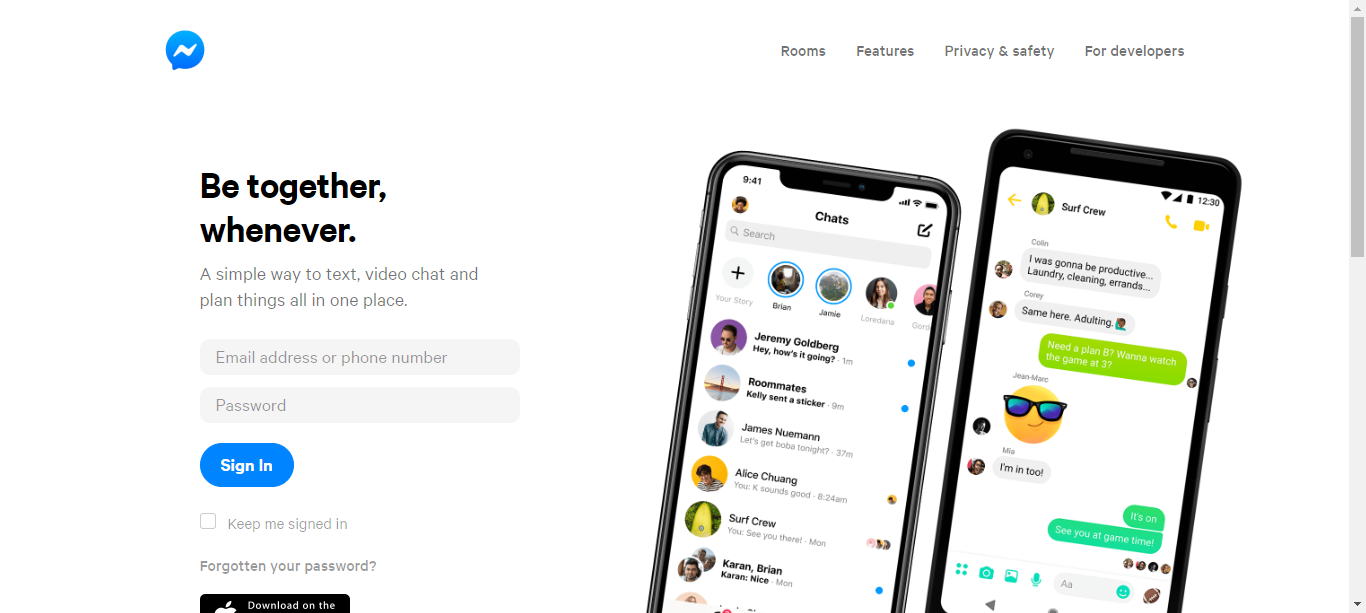 Rooms
Features
Privacy & safety
For developers
Be together,
whenever.
A simple way to text, video chat and
plan things all in one place.
Email address or phone number
Password
Sign In
Keep me signed in
Forgotten your password?
Download on the
9:41
Chats
Search
Your Story
Brian
Jamie
Loredana
Jeremy Goldberg
Hey, how's it going? · 1m
Roommates
Kelly sent a sticker · 9m
James Nuemann
Let's get boba tonight? · 37m
Alice Chuang
You: K sounds good · 8:24am
Surf Crew
You: See you there! · Mon
Karan, Brian
Karan: Nice · Mon
12:30
Surf Crew
Colin
I was gonna be productive...
Laundry, cleaning, errands...
Corey
Same here. Adulting.
Need a plan B? Wanna watch
the game at 3?
Jean-Marc
Mia
I'm in too!
It's on
See you at game time!
Aa